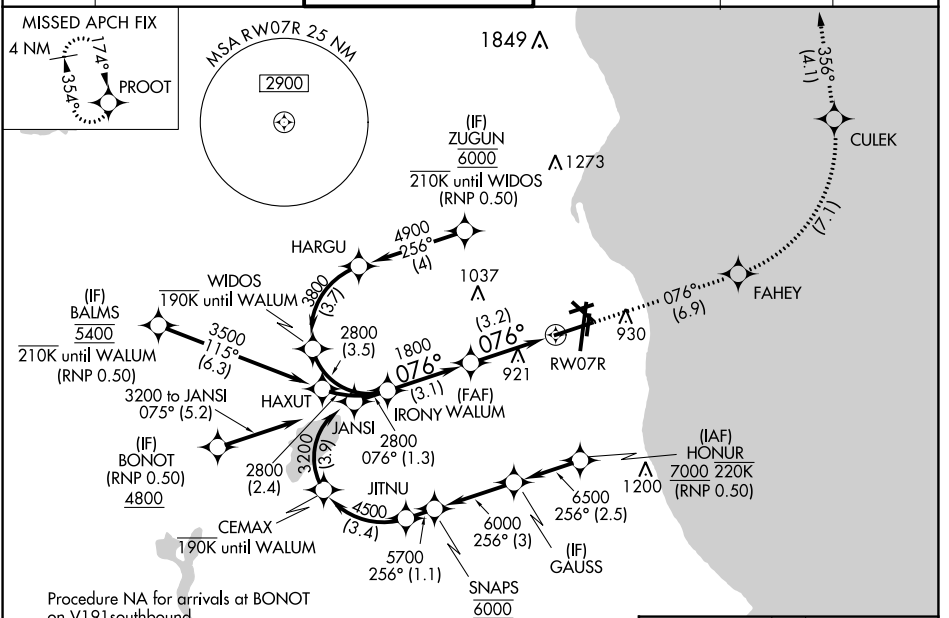 MISSED APCH FIX
4 NM
174°
354°
PROOT
MSA RW07R 25 NM
2900
1849
356°
(4.1)
CULEK
(1.7)
FAHEY
076°
(6.9)
(IF)
ZUGUN
6000
210K until WIDOS
(RNP 0.50)
1273
4900
256°
(4)
HARGU
3800
(3.7)
WIDOS
190K until WALUM
1037
(IF)
BALMS
5400
210K until WALUM
(RNP 0.50)
3500
115°
(6.3)
2800
(3.5)
1800
076°
(3.1)
(3.2)
076°
921
930
RW07R
3200 to JANSI
075° (5.2)
HAXUT
IRONY
(FAF)
WALUM
JANSI
2800
076° (1.3)
(IF)
BONOT
(RNP 0.50)
4800
2800
(2.4)
3200
(3.9)
CEMAX
190K until WALUM
JITNU
4500
(3.4)
5700
256° (1.1)
SNAPS
6000
6000
256° (3)
(IF)
GAUSS
6500
256° (2.5)
(IAF)
HONUR
7000 220K
(RNP 0.50)
1200
Procedure NA for arrivals at BONOT
on V191southbound